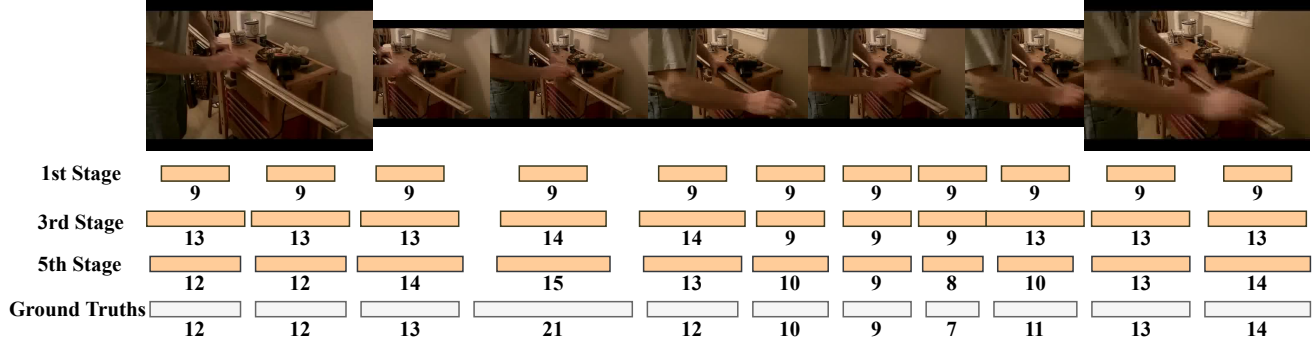 1st Stage
9 9 9 9 9 9 9 9 9 9 9
3rd Stage
13 13 13 14 14 9 9 9 13 13 13
5th Stage
12 12 14 15 13 10 9 8 10 13 14
Ground Truths
12 12 13 21 12 10 9 7 11 13 14